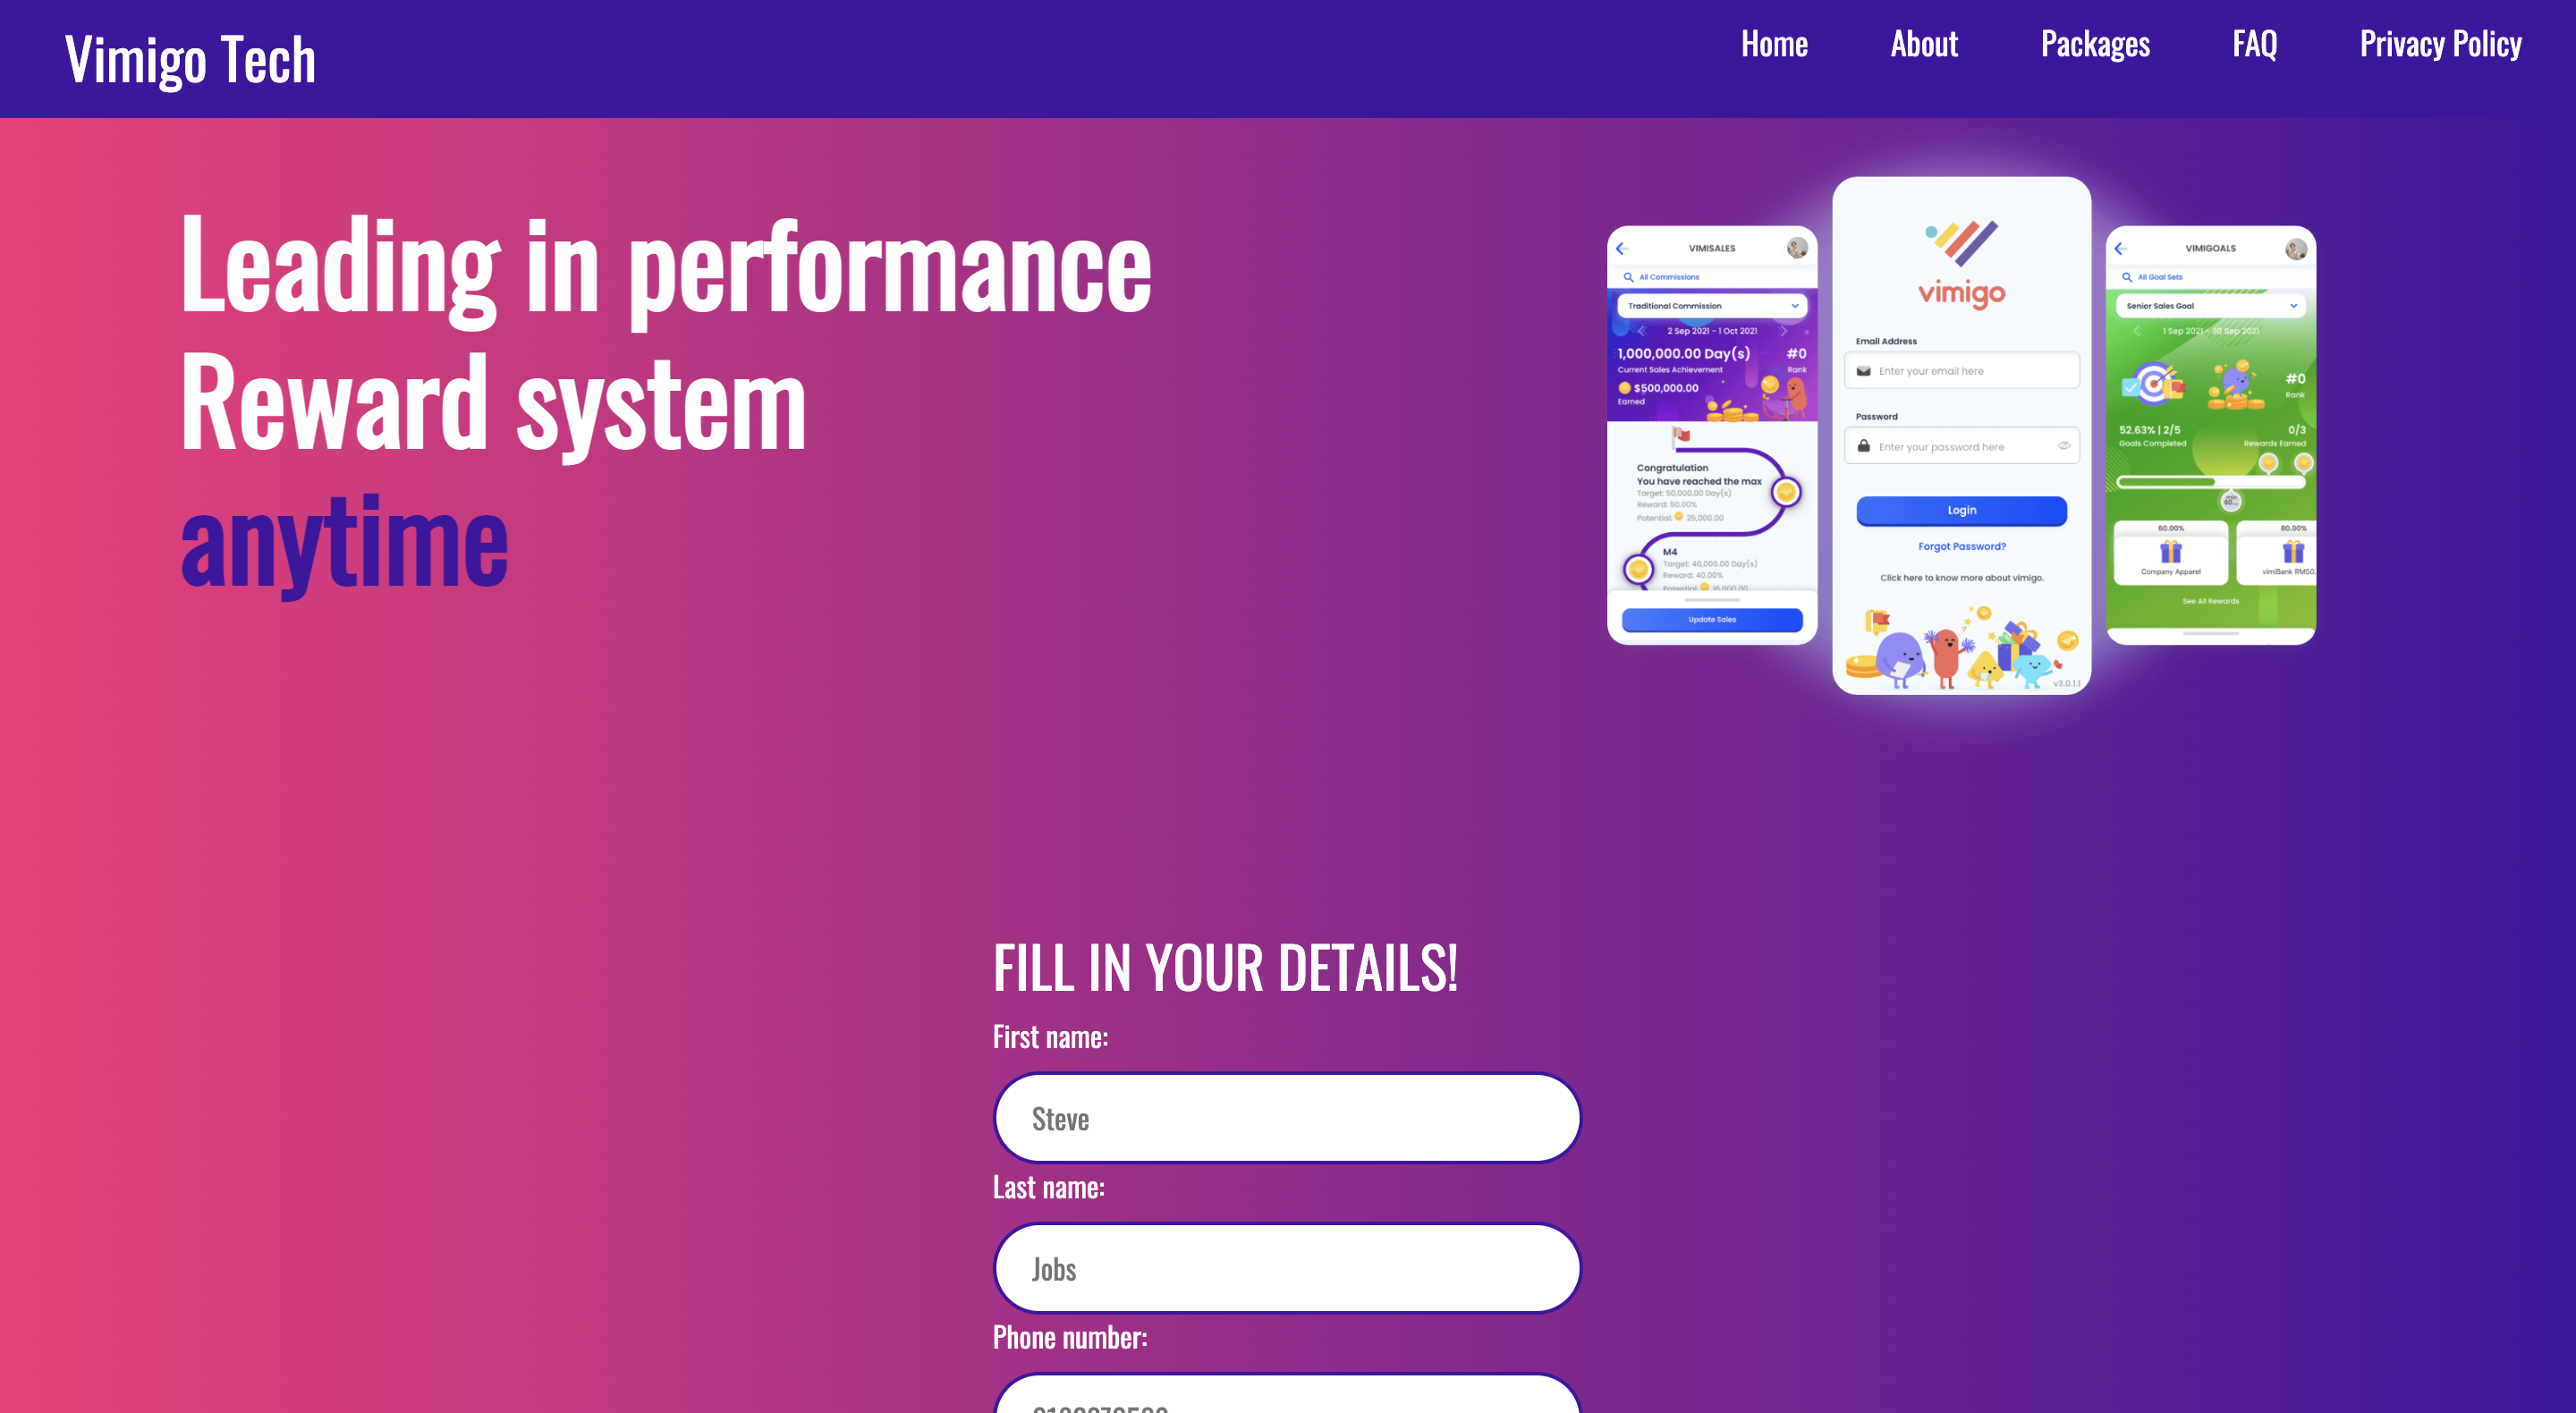 Vimigo Tech
Home About Packages FAQ Privacy Policy
Leading in performance
Reward system
anytime
VIMISALES
All Commissions
Traditional Commission
2 Sep 2021 - 1 Oct 2021
1,000,000.00 Day(s) #0
Current Sales Achievement Rank
$500,000.00
Earned
Congratulation
You have reached the max
Target: 50,000.00 Day(s)
Reward: 50.00%
Potential: 25,000.00
M4
Target: 40,000.00 Day(s)
Reward: 40.00%
Potential: 16,000.00
Update Sales
vimigo
Email Address
Enter your email here
Password
Enter your password here
Login
Forgot Password?
Click here to know more about vimigo.
v3.0.1.1
VIMIGOALS
All Goal Sets
Senior Sales Goal
1 Sep 2021 - 30 Sep 2021
#0
Rank
52.63% | 2/5 0/3
Goals Completed Rewards Earned
60.00% 80.00%
Company Apparel vimiBank RM50.
See All Rewards
FILL IN YOUR DETAILS!
First name:
Steve
Last name:
Jobs
Phone number: